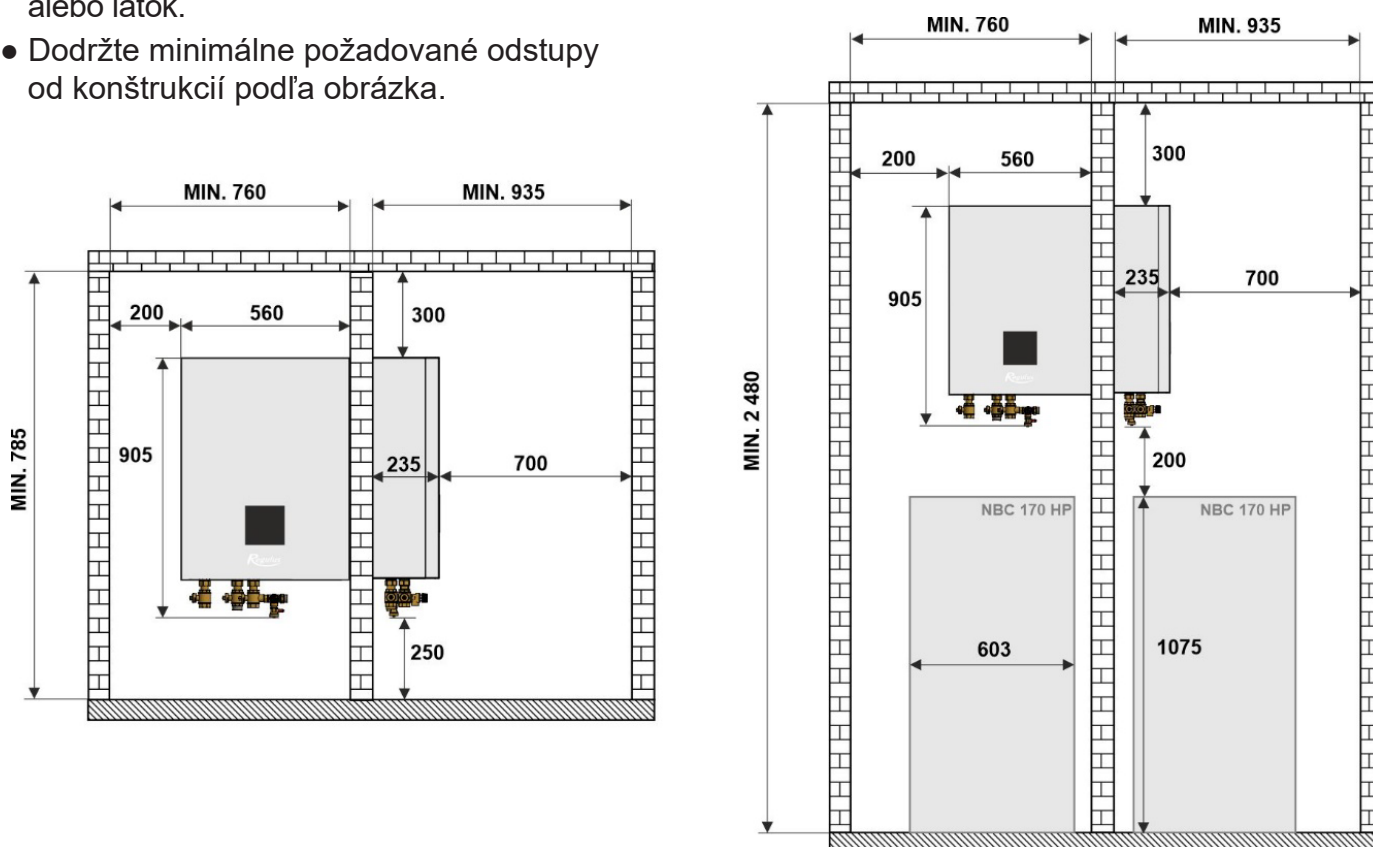 alebo látok.
● Dodržte minimálne požadované odstupy
od konštrukcií podľa obrázka.
MIN. 760
MIN. 935
200
560
300
MIN. 785
905
235
700
Regulus
250
MIN. 760
MIN. 935
200
560
300
905
235
700
MIN. 2 480
Regulus
200
NBC 170 HP
NBC 170 HP
603
1075